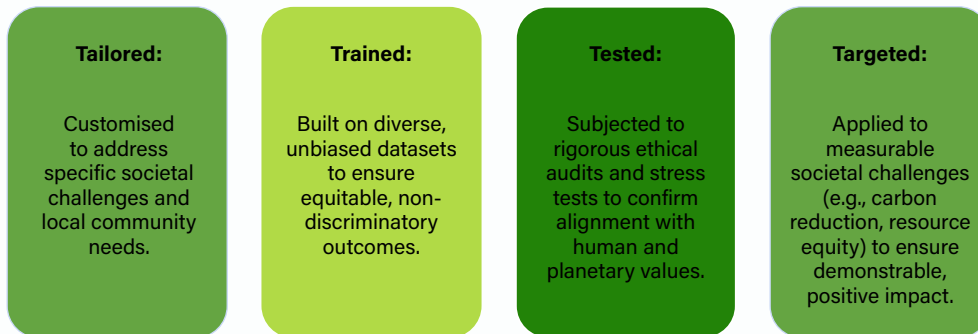 Tailored:
Customised
to address
specific societal
challenges and
local community
needs.
Trained:
Built on diverse,
unbiased datasets
to ensure
equitable, non-
discriminatory
outcomes.
Tested:
Subjected to
rigorous ethical
audits and stress
tests to confirm
alignment with
human and
planetary values.
Targeted:
Applied to
measurable
societal challenges
(e.g., carbon
reduction, resource
equity) to ensure
demonstrable,
positive impact.